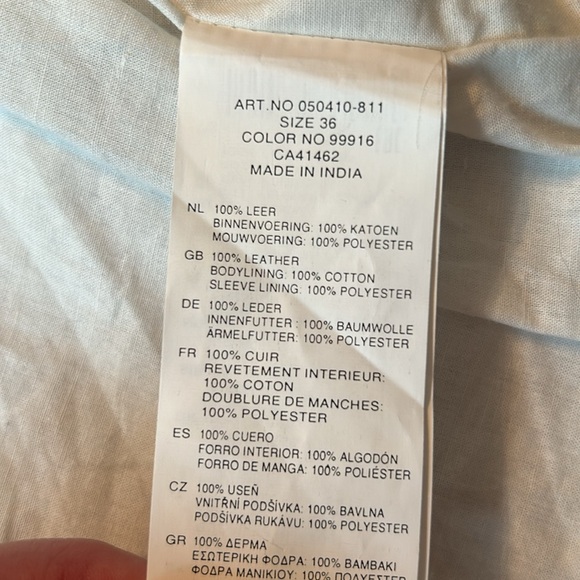 ART.NO 050410-811
SIZE 36
COLOR NO 99916
CA41462
MADE IN INDIA
NL 100% LEER
BINNENVOERING: 100% KATOEN
MOUWVOERING: 100% POLYESTER
GB 100% LEATHER
BODYLINING: 100% COTTON
SLEEVE LINING: 100% POLYESTER
DE 100% LEDER
INNENFUTTER : 100% BAUMWOLLE
ÄRMELFUTTER: 100% POLYESTER
FR 100% CUIR
REVETEMENT INTERIEUR:
100% COTON
DOUBLURE DE MANCHES:
100% POLYESTER
ES 100% CUERO
FORRO INTERIOR: 100% ALGODÓN
FORRO DE MANGA: 100% POLIÉSTER
CZ 100% USEŇ
VNITŘNÍ PODŠÍVKA: 100% BAVLNA
PODŠÍVKA RUKÁVU: 100% POLYESTER
GR 100% ΔΕΡΜΑ
ΕΣΩΤΕΡΙΚΗ ΦΟΔΡΑ: 100% ΒΑΜΒΑΚΙ
ΦΟΔΡΑ ΜΑΝΙΚΙΟΥ: 100% ΠΟΛΥΕΣΤΕΡ